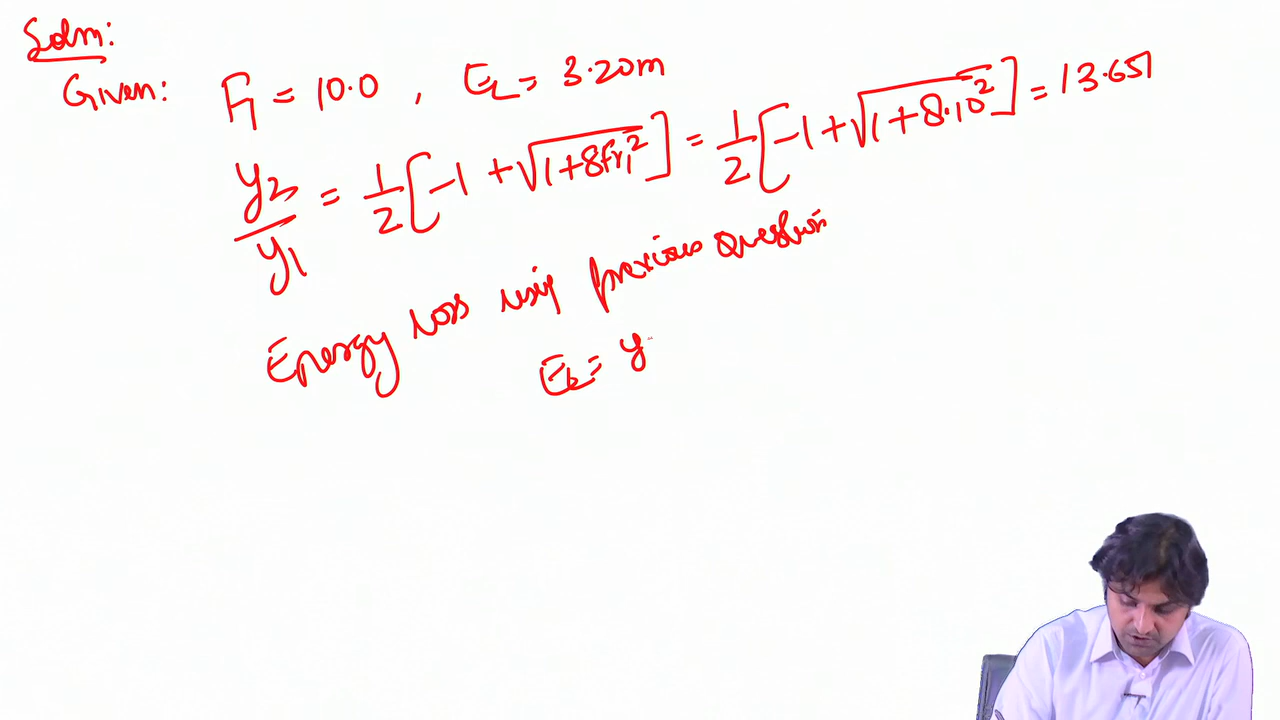 Soln:
Given: F1 = 10.0 , EL = 3.20m
y2/y1 = 1/2[-1 + √1+8Fr1²] = 1/2[-1 + √1+8.10²] = 13.651
Energy loss using previous question
EL = y